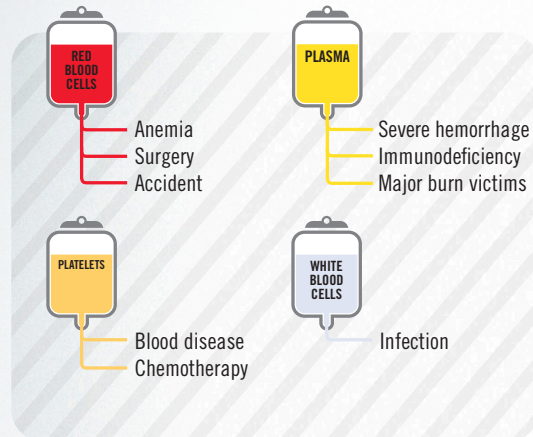 RED
BLOOD
CELLS
Anemia
Surgery
Accident
PLASMA
Severe hemorrhage
Immunodeficiency
Major burn victims
PLATELETS
Blood disease
Chemotherapy
WHITE
BLOOD
CELLS
Infection